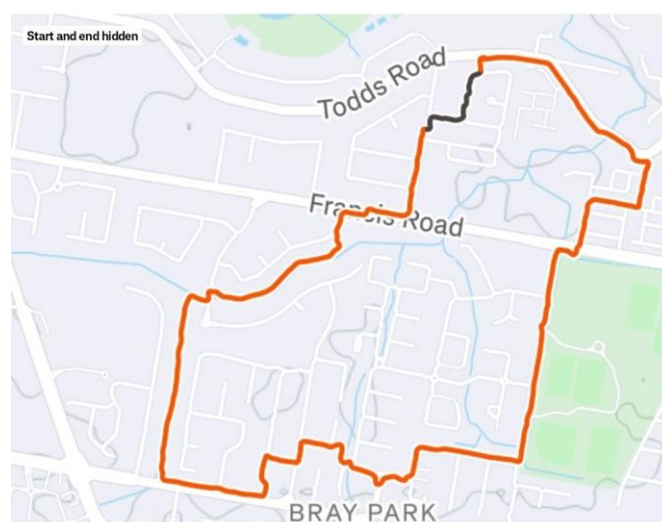 Start and end hidden
Todds Road
Francis Road
BRAY PARK